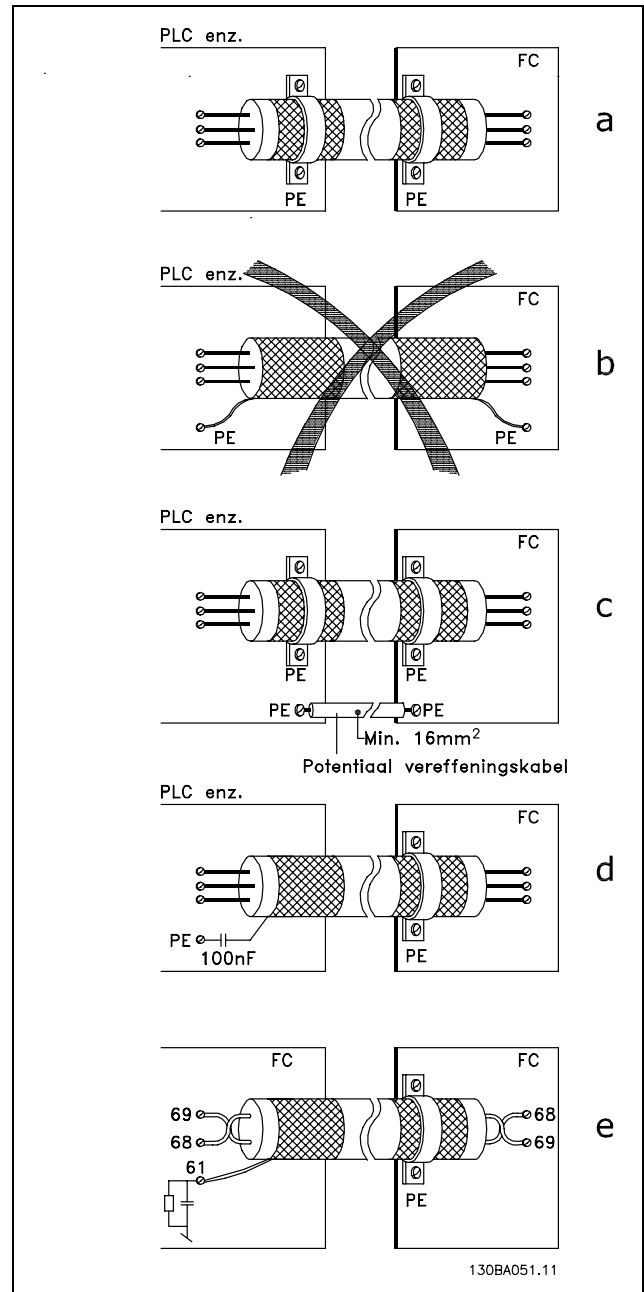 PLC enz.
FC
a
PE
PE
PLC enz.
FC
b
PE
PE
PLC enz.
FC
c
PE
PE
PE
PE
Min. 16mm²
Potentiaal vereffeningskabel
PLC enz.
FC
d
PE
100nF
PE
FC
FC
69
68
68
69
e
61
PE
130BA051.11